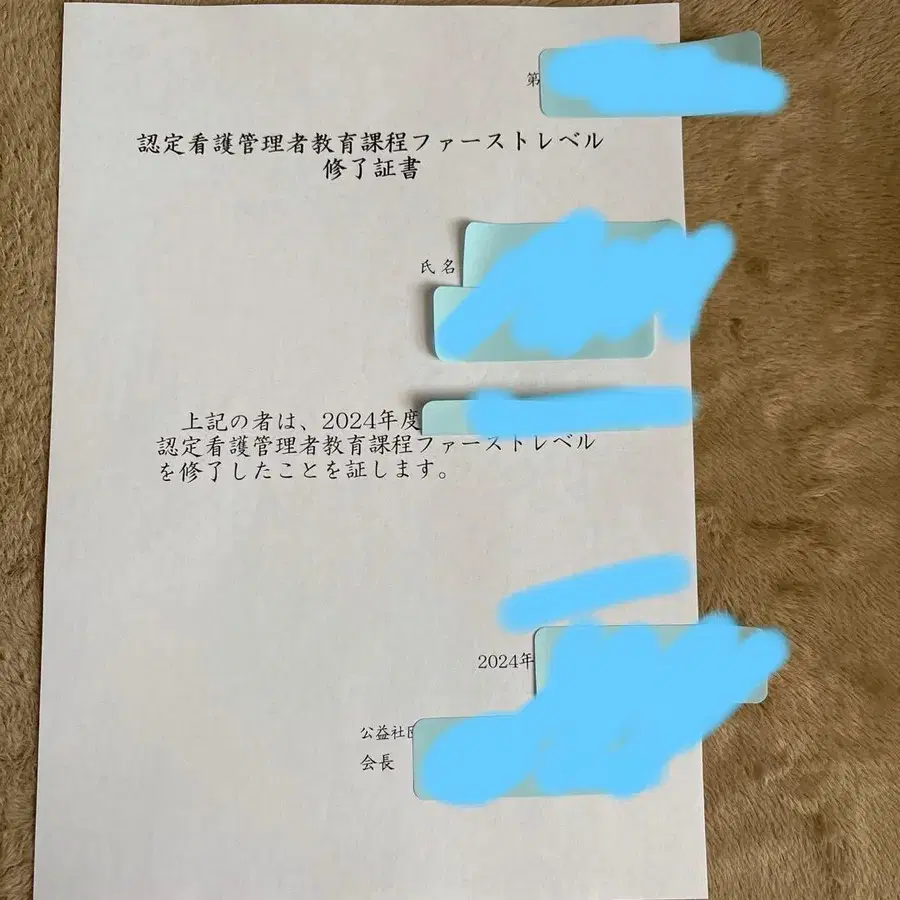 第
認定看護管理者教育課程ファーストレベル
修了証書
氏名
上記の者は、2024年度
認定看護管理者教育課程ファーストレベル
を修了したことを証します。
2024年
公益社団
会長